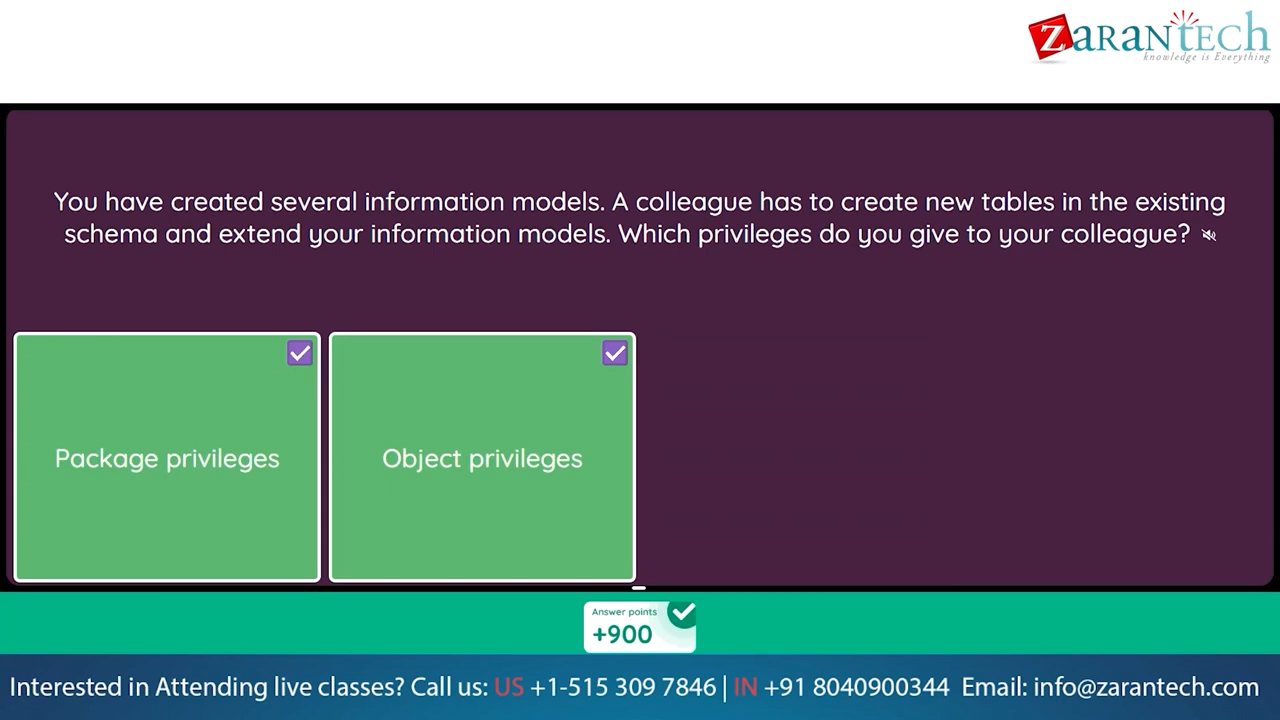 ZARANTECH
knowledge is Everything
You have created several information models. A colleague has to create new tables in the existing
schema and extend your information models. Which privileges do you give to your colleague?
Package privileges
Object privileges
Answer points
+900
Interested in Attending live classes? Call us: US +1-515 309 7846 | IN +91 8040900344 Email: info@zarantech.com